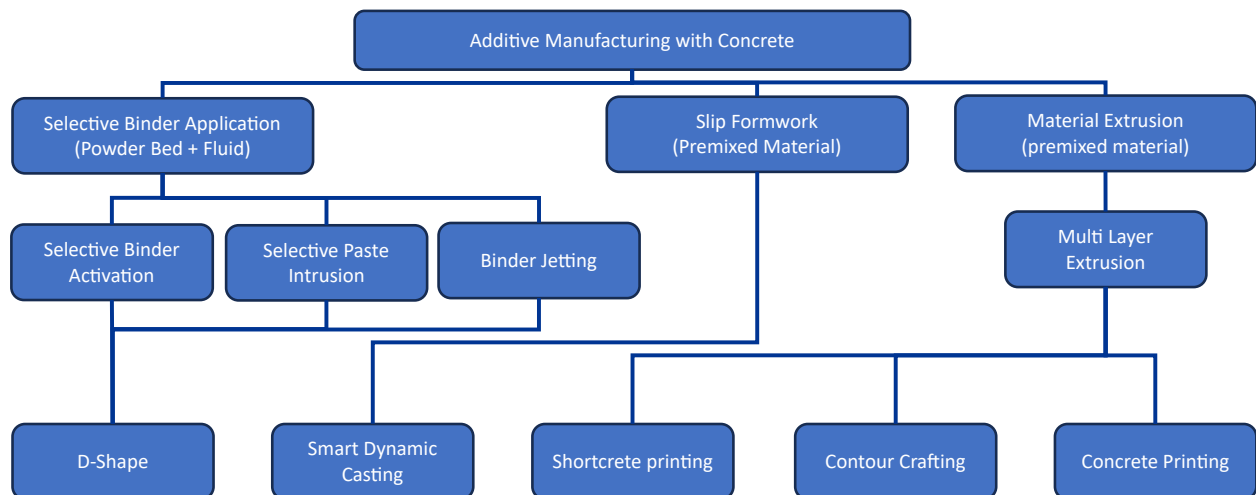 Additive Manufacturing with Concrete
Selective Binder Application
(Powder Bed + Fluid)
Slip Formwork
(Premixed Material)
Material Extrusion
(premixed material)
Selective Binder
Activation
Selective Paste
Intrusion
Binder Jetting
Multi Layer
Extrusion
D-Shape
Smart Dynamic
Casting
Shortcrete printing
Contour Crafting
Concrete Printing